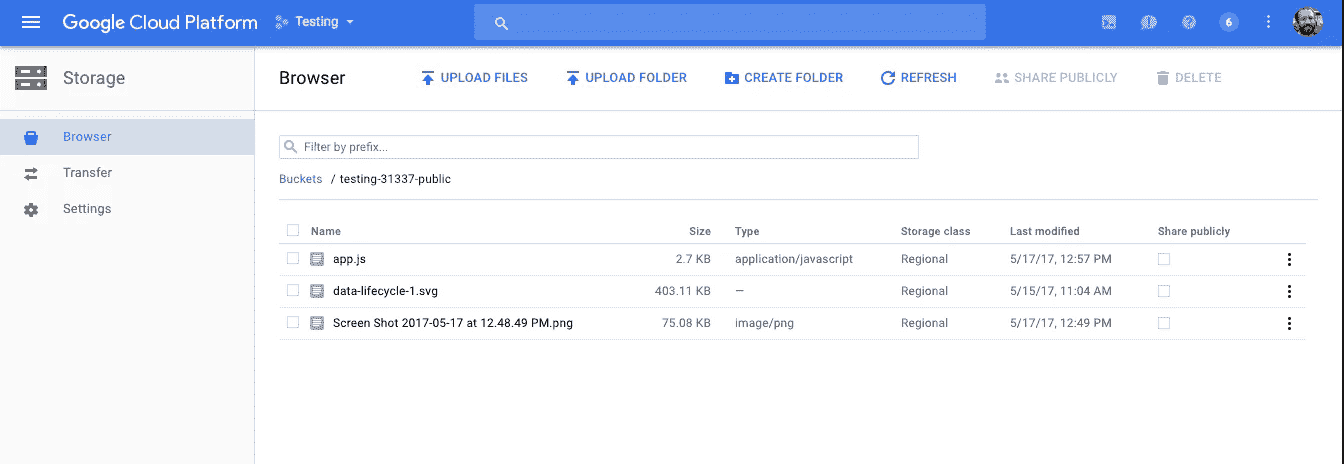 Google Cloud Platform Testing 6
Storage
Browser UPLOAD FILES UPLOAD FOLDER CREATE FOLDER REFRESH SHARE PUBLICLY DELETE
Browser
Transfer
Settings
Filter by prefix...
Buckets / testing-31337-public
Name Size Type Storage class Last modified Share publicly
app.js 2.7 KB application/javascript Regional 5/17/17, 12:57 PM
data-lifecycle-1.svg 403.11 KB — Regional 5/15/17, 11:04 AM
Screen Shot 2017-05-17 at 12.48.49 PM.png 75.08 KB image/png Regional 5/17/17, 12:49 PM